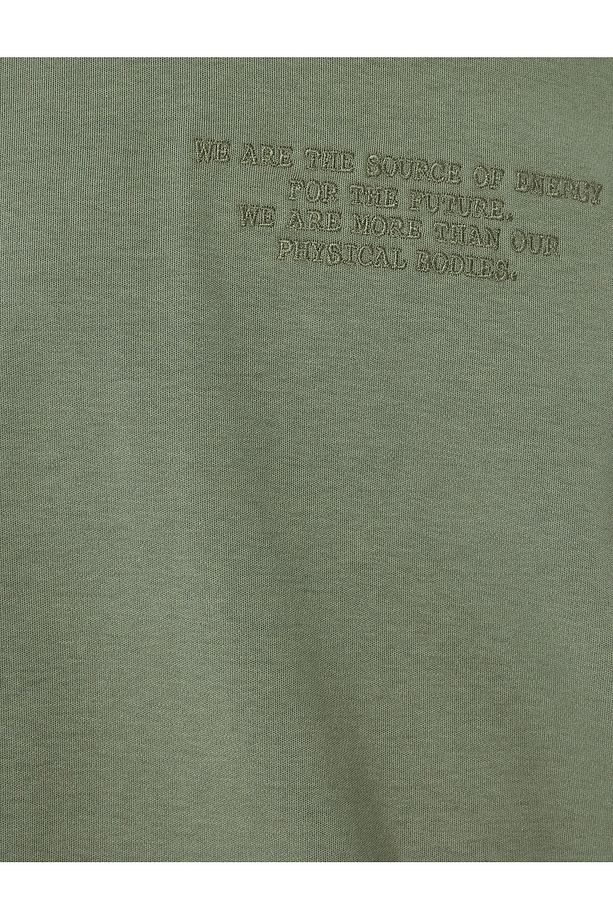 WE ARE THE SOURCE OF ENERGY
FOR THE FUTURE.
WE ARE MORE THAN OUR
PHYSICAL BODIES.